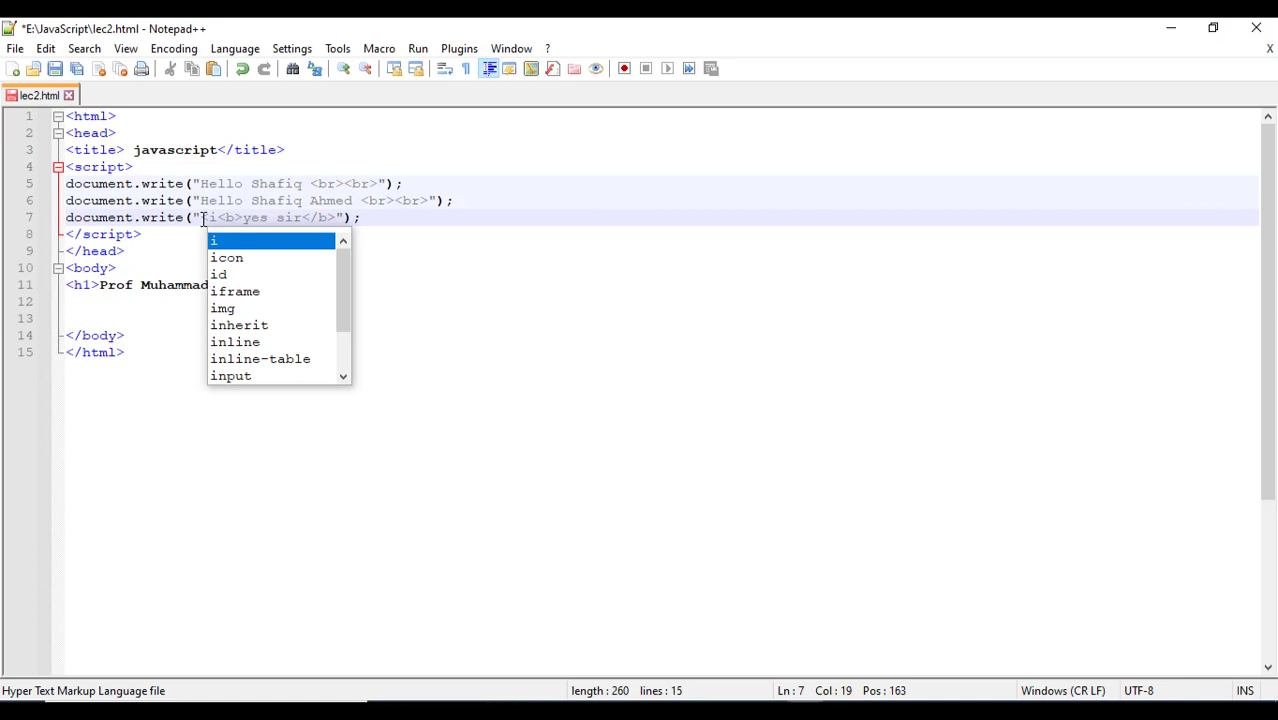 *E:\JavaScript\lec2.html - Notepad++
File Edit Search View Encoding Language Settings Tools Macro Run Plugins Window ? X
lec2.html
1 <html>
2 <head>
3 <title> javascript</title>
4 <script>
5 document.write("Hello Shafiq <br><br>");
6 document.write("Hello Shafiq Ahmed <br><br>");
7 document.write("<i<b>yes sir</b>");
8 </script>
9 </head>
10 <body>
11 <h1>Prof Muhammad
12
13
14 </body>
15 </html>
i
icon
id
iframe
img
inherit
inline
inline-table
input
Hyper Text Markup Language file length : 260 lines : 15 Ln : 7 Col : 19 Pos : 163 Windows (CR LF) UTF-8 INS